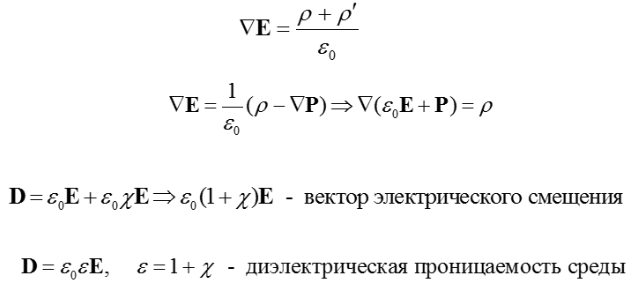 ∇E = (ρ + ρ′) / ε₀
∇E = 1/ε₀ (ρ − ∇P) ⇒ ∇(ε₀E + P) = ρ
D = ε₀E + ε₀χE ⇒ ε₀(1 + χ)E - вектор электрического смещения
D = ε₀εE, ε = 1 + χ - диэлектрическая проницаемость среды